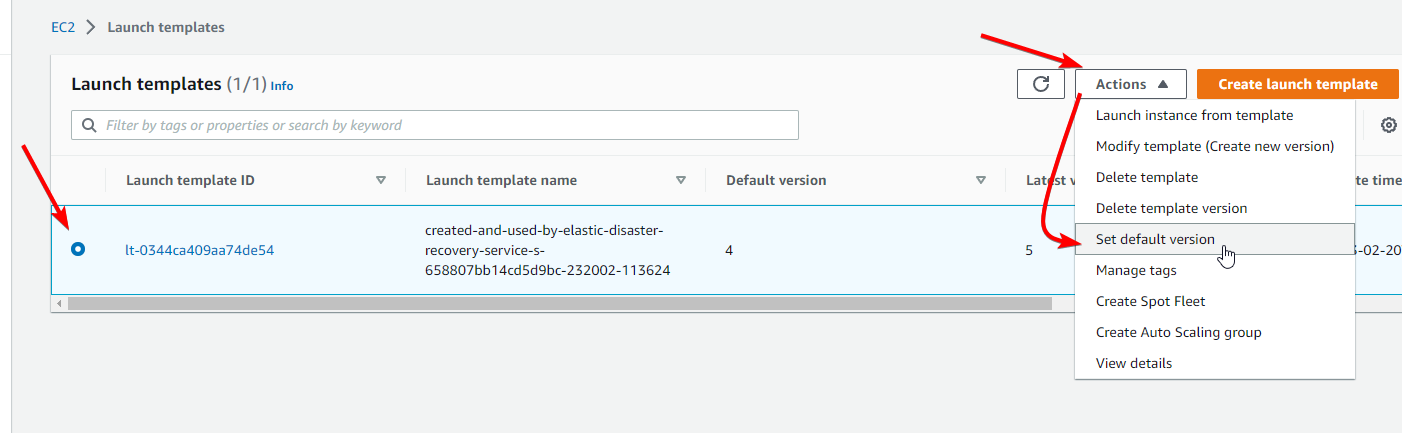 EC2 > Launch templates
Launch templates (1/1) Info
Actions
Create launch template
Filter by tags or properties or search by keyword
Launch instance from template
Modify template (Create new version)
Delete template
Delete template version
Set default version
Manage tags
Create Spot Fleet
Create Auto Scaling group
View details
Launch template ID
Launch template name
Default version
Latest v
te time
lt-0344ca409aa74de54
created-and-used-by-elastic-disaster-
recovery-service-s-
658807bb14cd5d9bc-232002-113624
4
5
-02-20